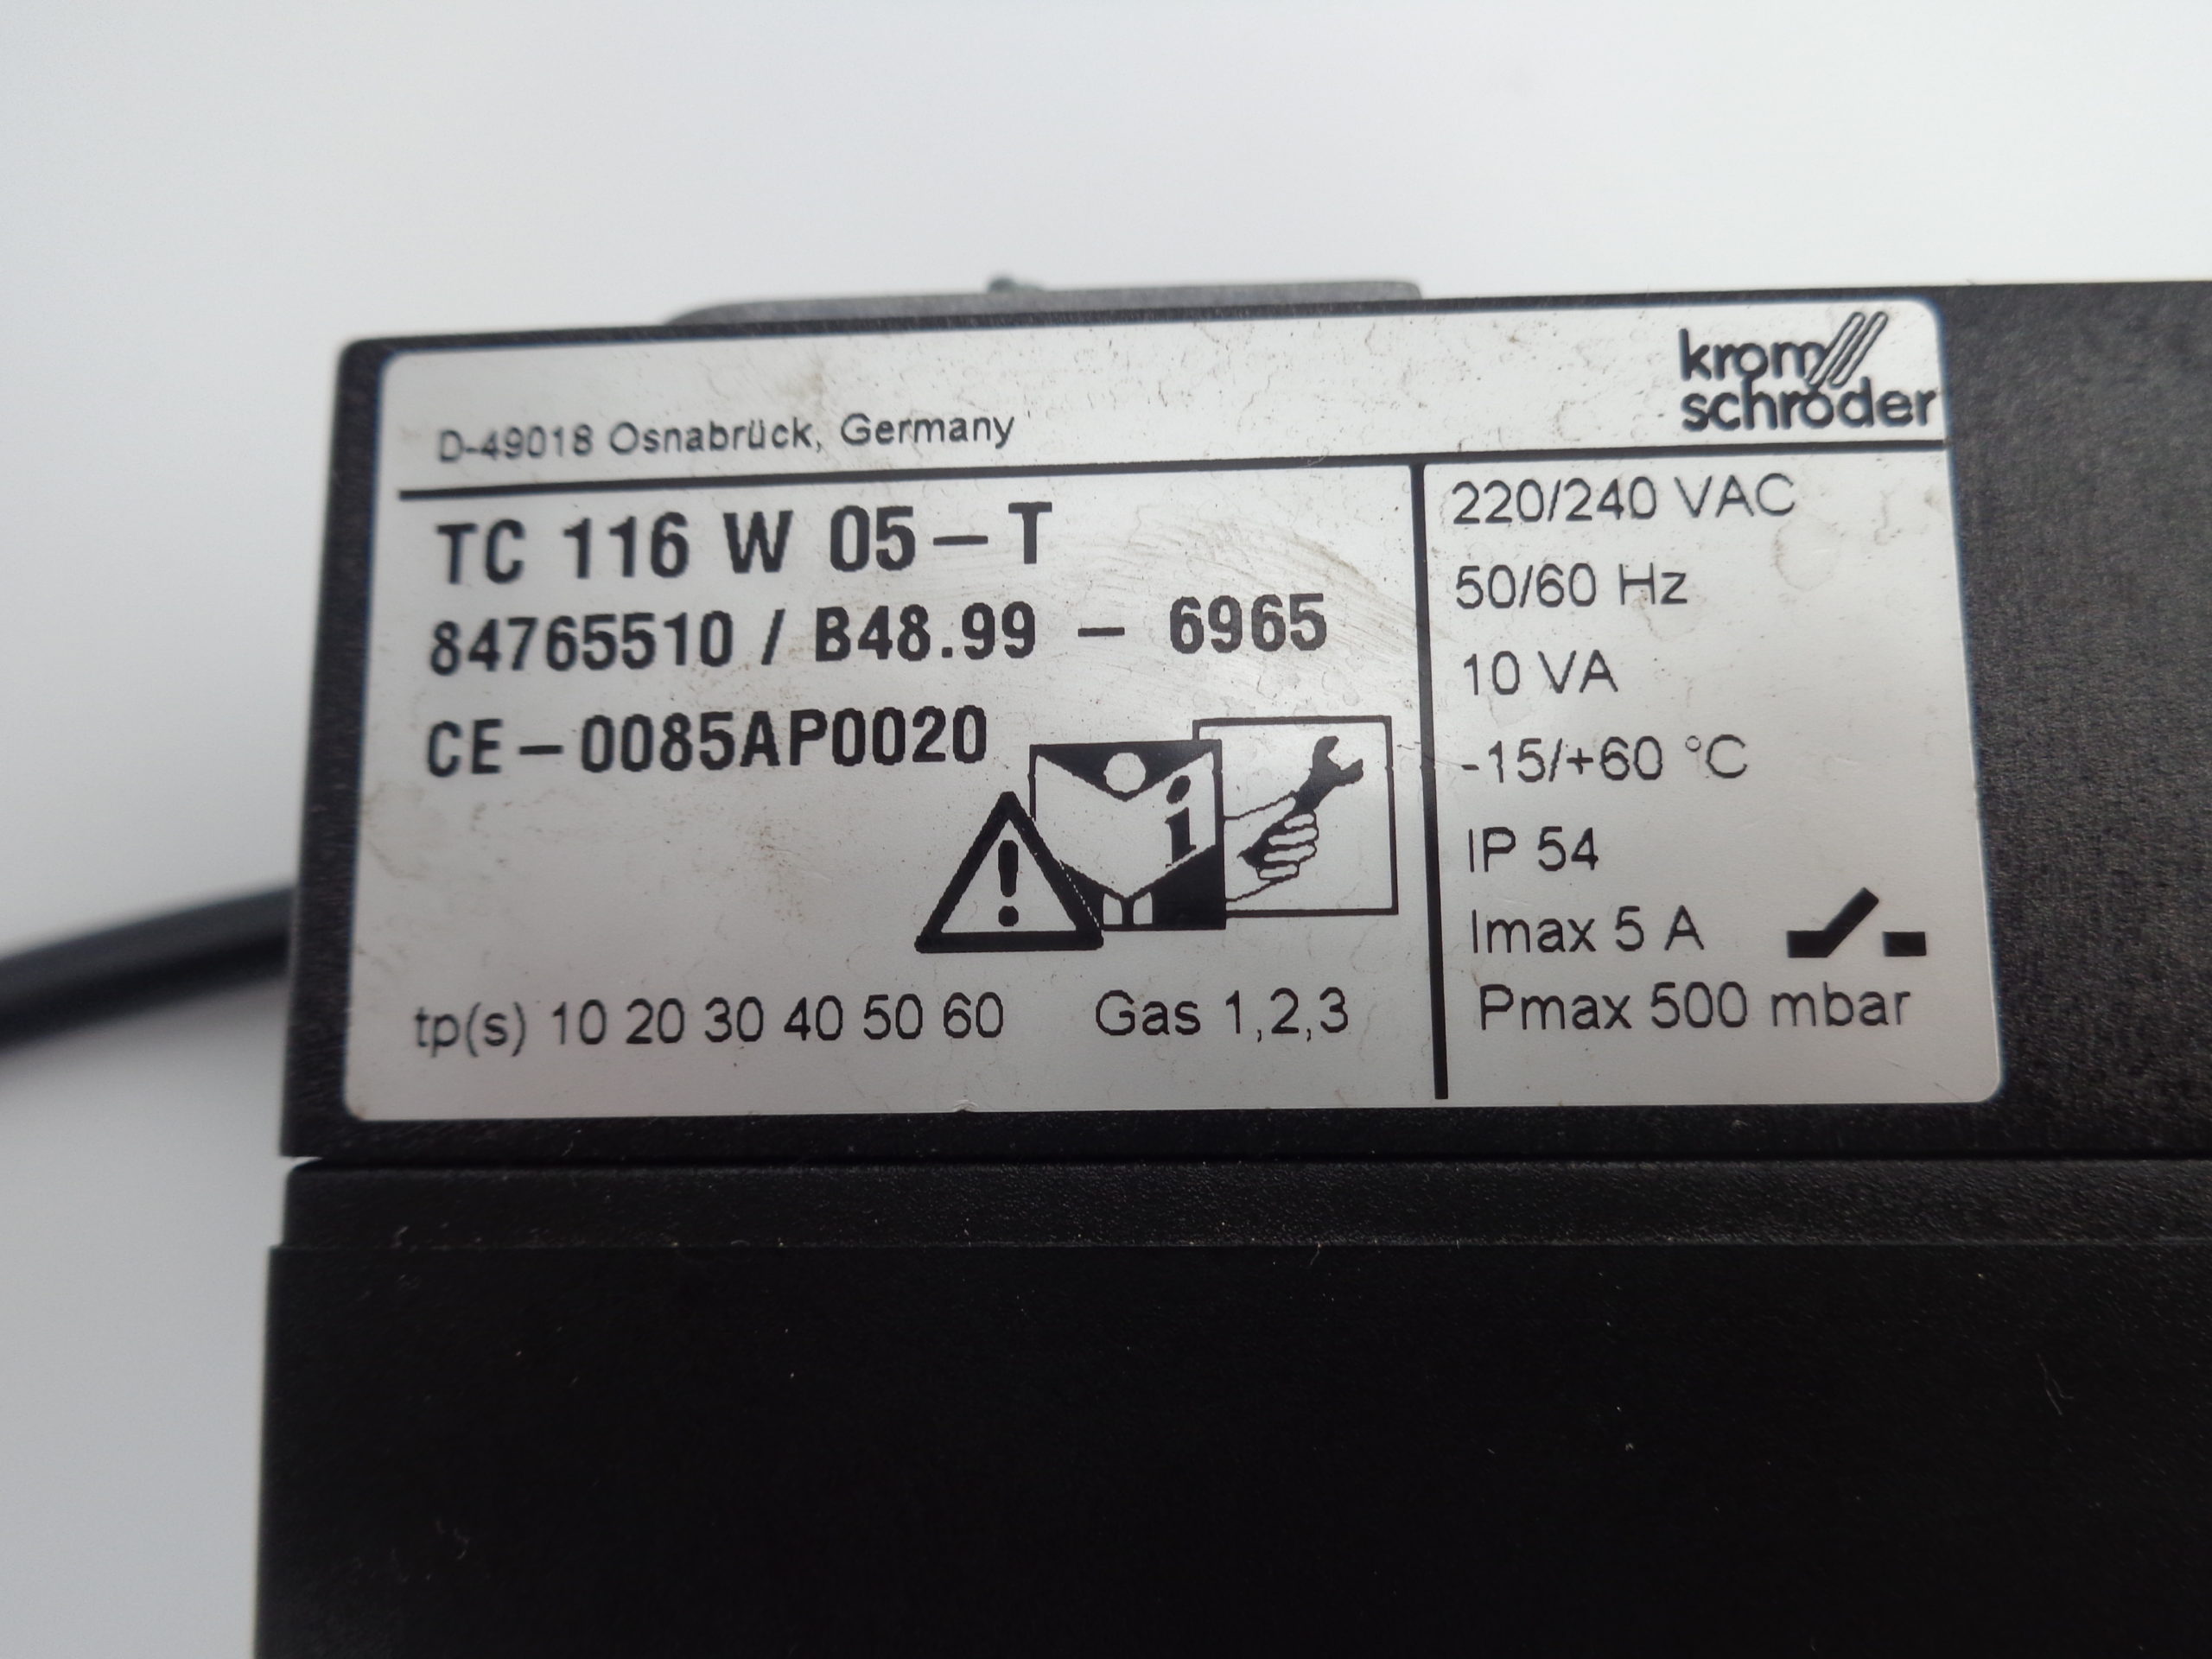 krom
schröder
D-49018 Osnabrück, Germany
TC 116 W 05-T
84765510 / B48.99 - 6965
CE-0085AP0020
tp(s) 10 20 30 40 50 60 Gas 1,2,3
220/240 VAC
50/60 Hz
10 VA
-15/+60 °C
IP 54
Imax 5 A
Pmax 500 mbar